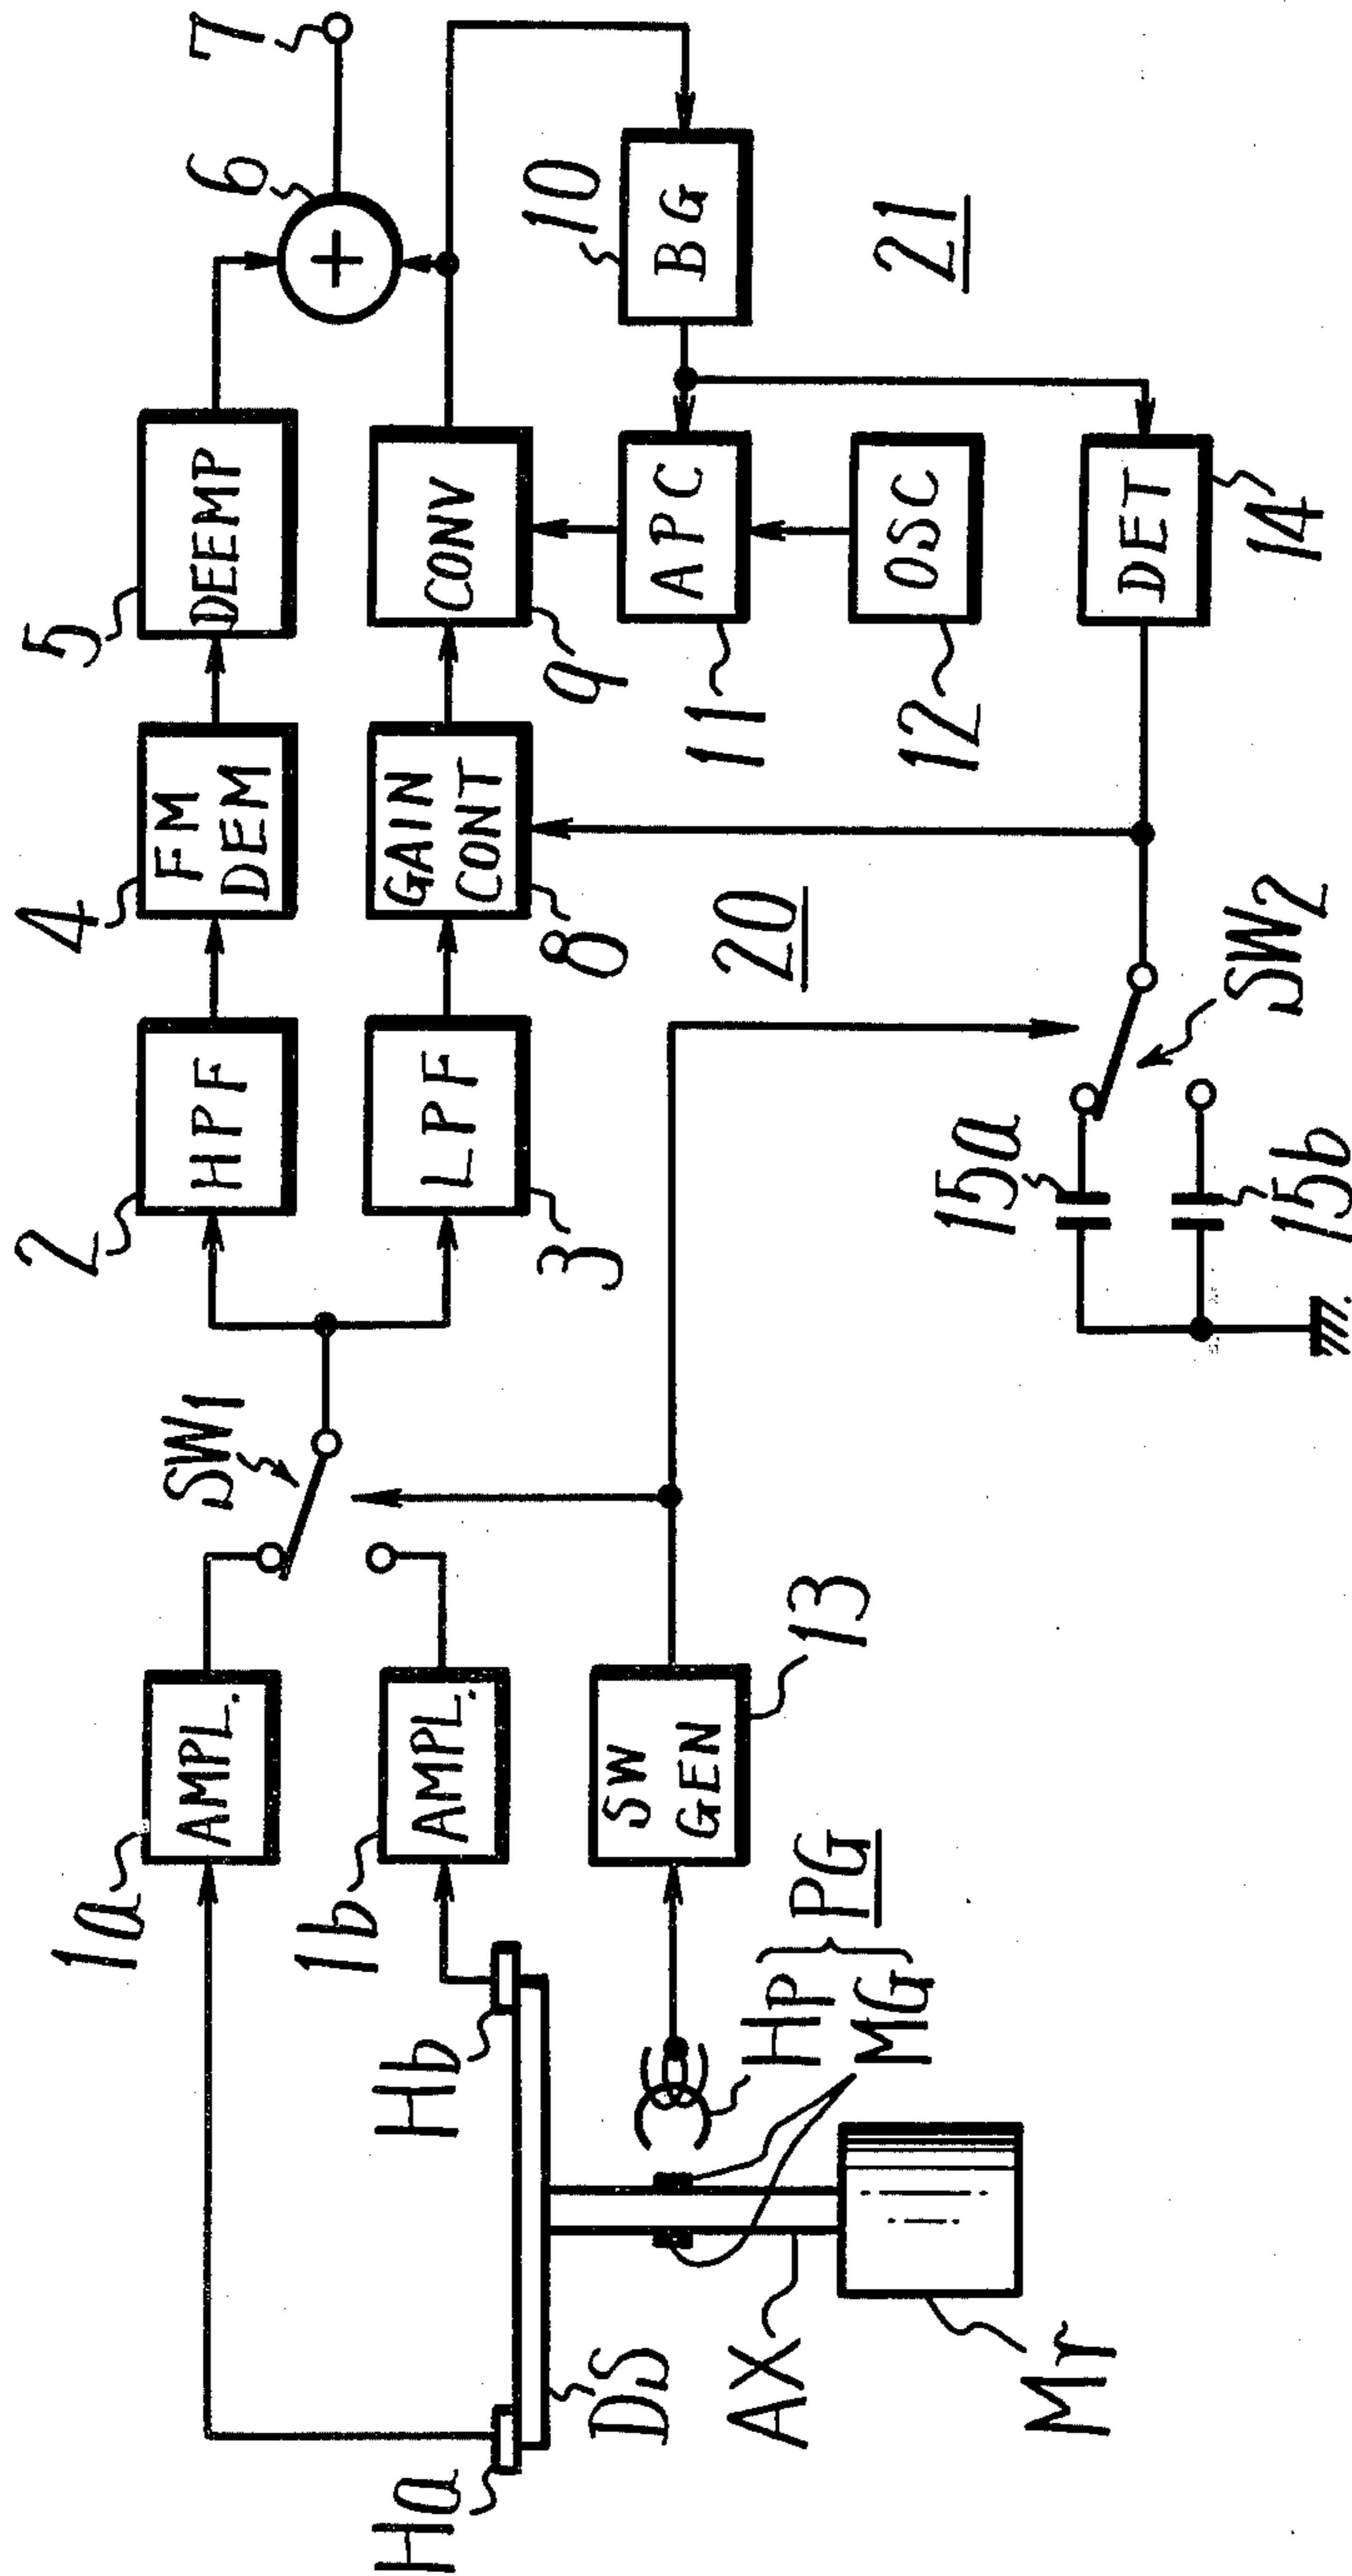 1a
AMPL.
SW1
2
HPF
4
FM
DEM
5
DEEMP
6
+
7
1b
AMPL.
3
LPF
8
GAIN
CONT
9
CONV
10
BG
Ha
Hb
DS
SW
GEN
13
20
11
APC
21
HP
MG
PG
AX
12
OSC
Mr
15a
15b
SW2
DET
14